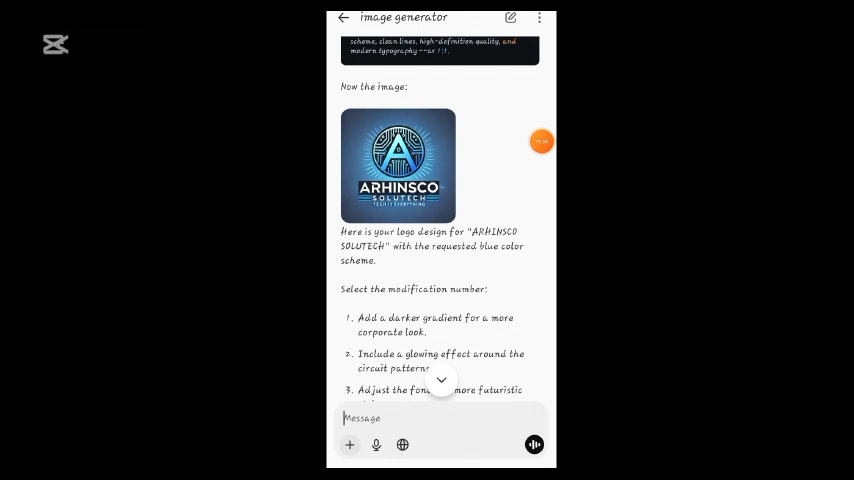 image generator
scheme, clean lines, high-definition quality, and
modern typography --ar 1:1.
Now the image:
A
ARHINSCO
SOLUTECH
TECH IS EVERYTHING
Here is your logo design for "ARHINSCO
SOLUTECH" with the requested blue color
scheme.
Select the modification number:
1. Add a darker gradient for a more
corporate look.
2. Include a glowing effect around the
circuit patterns
3. Adjust the fon more futuristic
Message